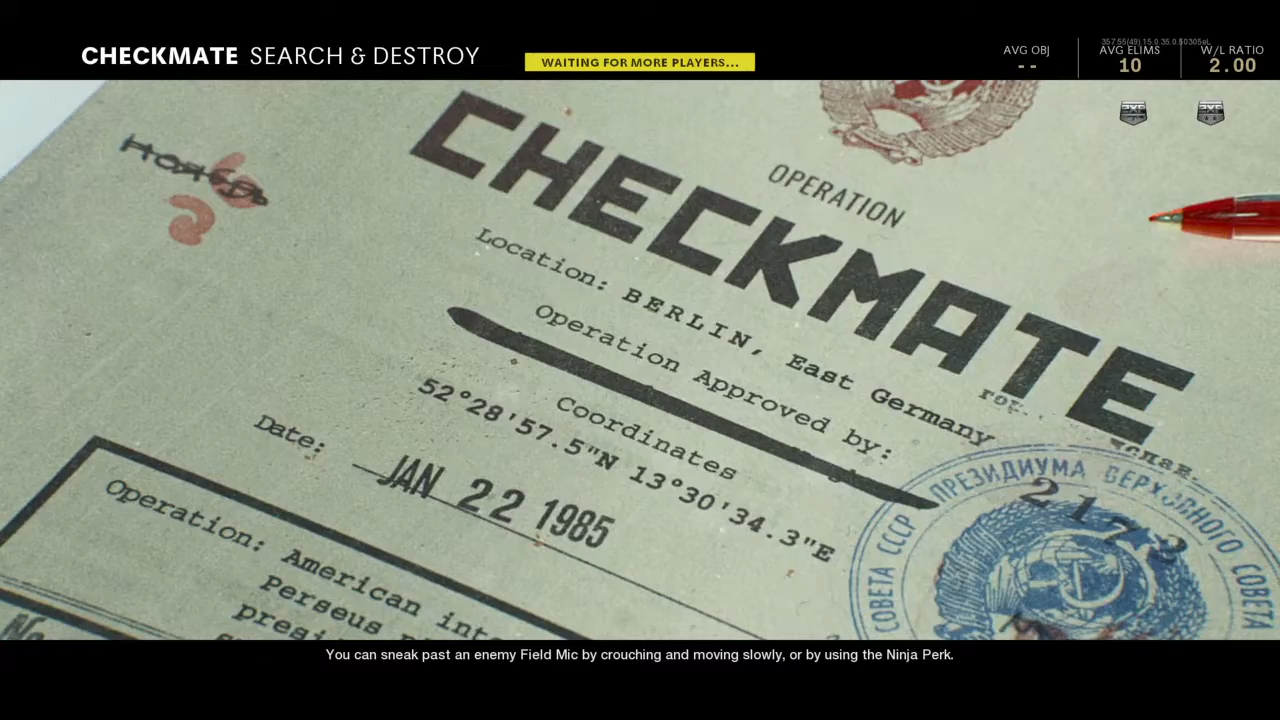 CHECKMATE SEARCH & DESTROY
WAITING FOR MORE PLAYERS...
AVG OBJ
--
AVG ELIMS
10
W/L RATIO
2.00
CHECKMATE
OPERATION
Location: BERLIN, East Germany
Operation Approved by:
Coordinates
52°28'57.5"N 13°30'34.3"E
Date:
JAN 22 1985
Operation: American
Perseus
ПРЕЗИДИУМА ВЕРХОВНОГО СОВЕТА
СОВЕТА СССР
2173
You can sneak past an enemy Field Mic by crouching and moving slowly, or by using the Ninja Perk.